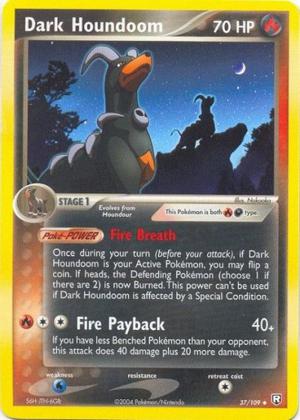 Dark Houndoom 70 HP
Illus. Nakaoka
STAGE 1
Evolves from
Houndour
This Pokémon is both type.
Poké-POWER Fire Breath
Once during your turn (before your attack), if Dark
Houndoom is your Active Pokémon, you may flip a
coin. If heads, the Defending Pokémon (choose 1 if
there are 2) is now Burned. This power can't be used
if Dark Houndoom is affected by a Special Condition.
Fire Payback 40+
If you have less Benched Pokémon than your opponent,
this attack does 40 damage plus 20 more damage.
weakness resistance retreat cost
©2004 Pokémon/Nintendo 37/109
R